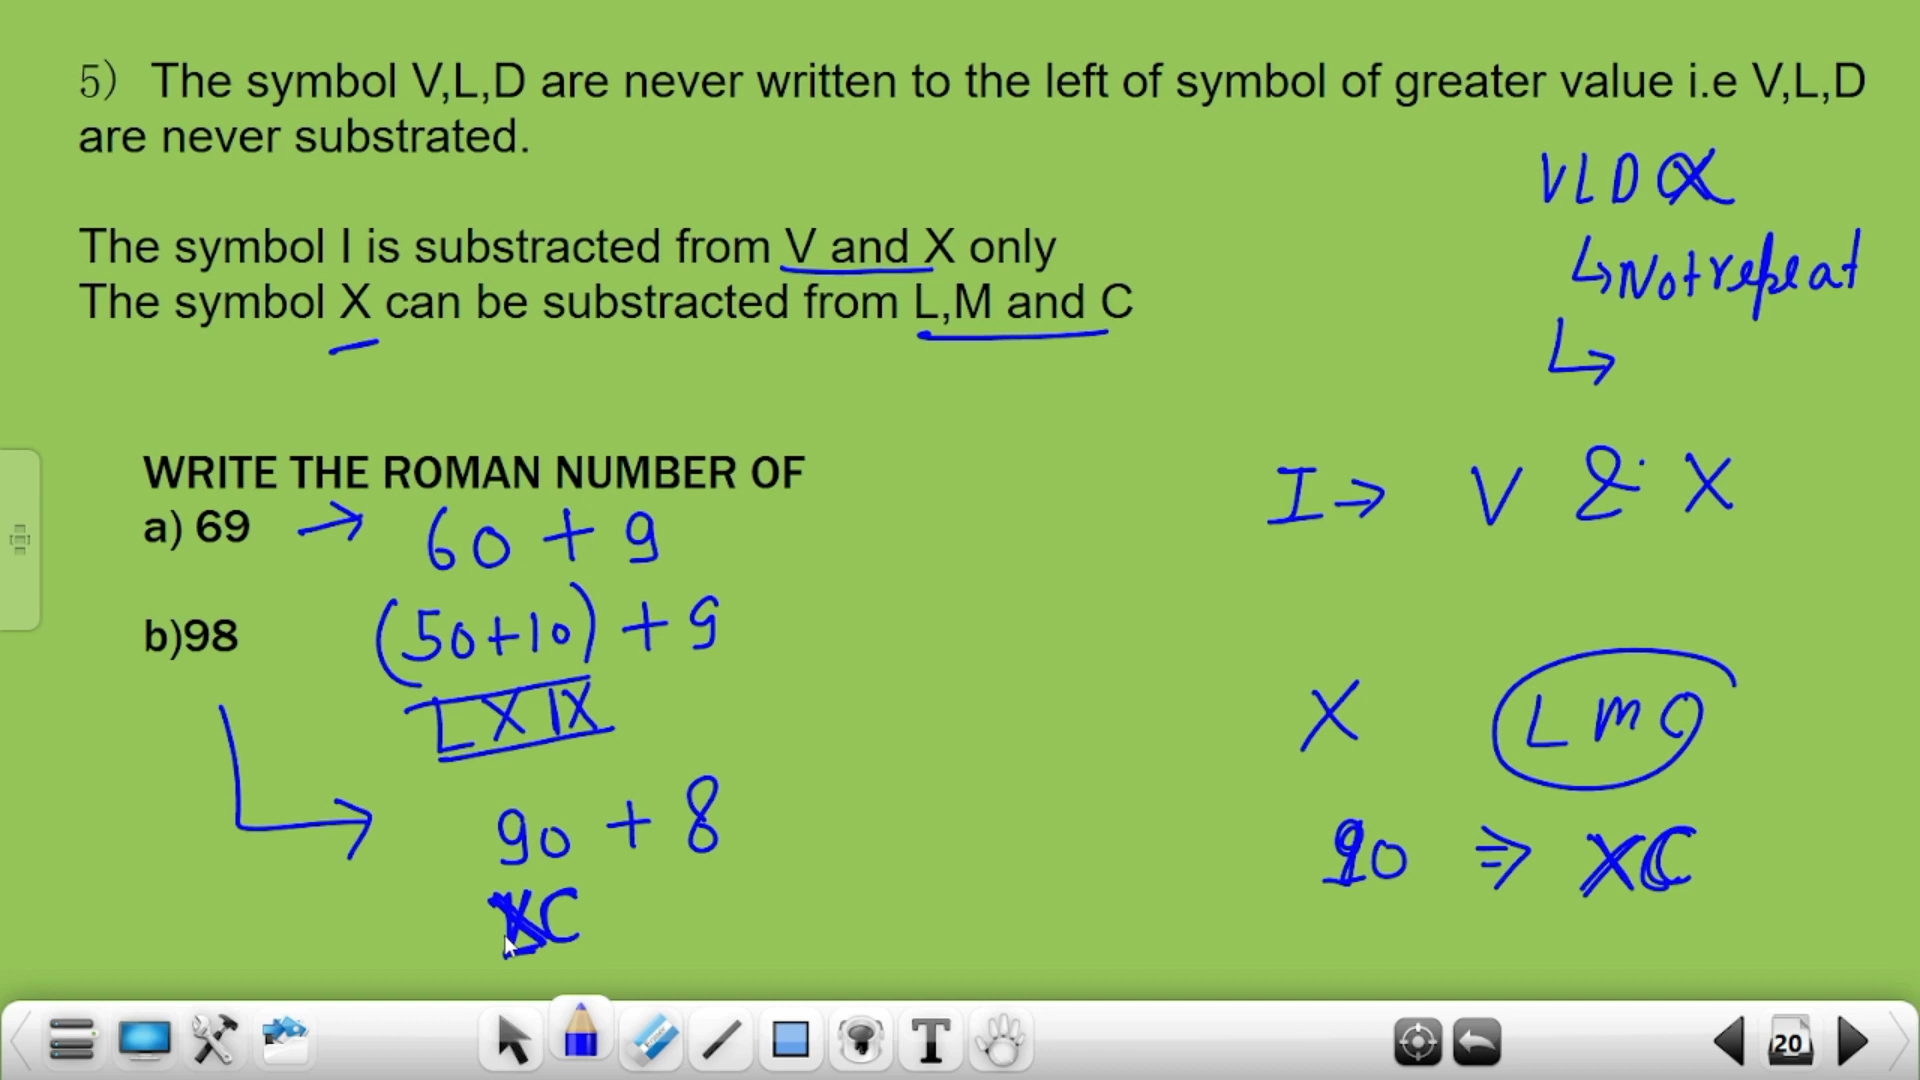 5) The symbol V,L,D are never written to the left of symbol of greater value i.e V,L,D
are never substrated.
V L D
↳ Not repeat
↳
The symbol I is substracted from V and X only
The symbol X can be substracted from L,M and C
WRITE THE ROMAN NUMBER OF
I → V & X
a) 69 → 60 + 9
b)98
(50+10) + 9
LXIX
X L M C
90 + 8
90 ⇒ XC
XC
20